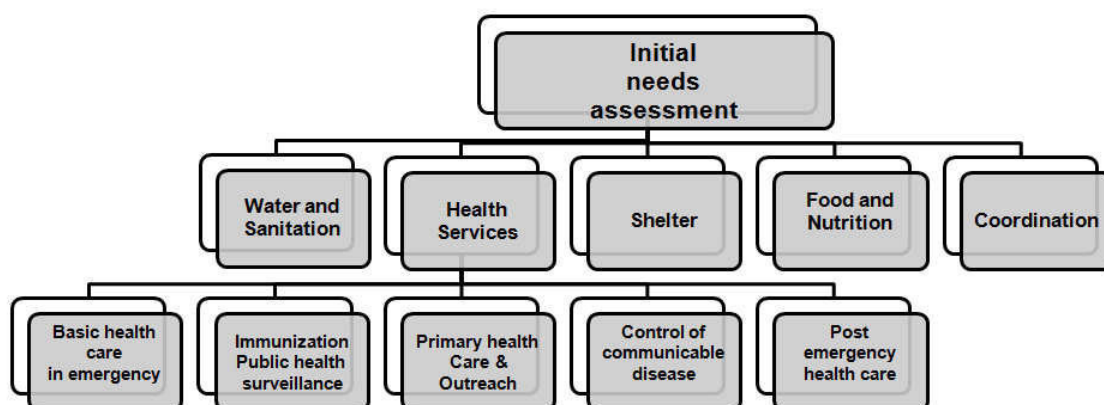 Initial
needs
assessment
Water and
Sanitation
Health
Services
Shelter
Food and
Nutrition
Coordination
Basic health
care
in emergency
Immunization
Public health
surveillance
Primary health
Care &
Outreach
Control of
communicable
disease
Post
emergency
health care